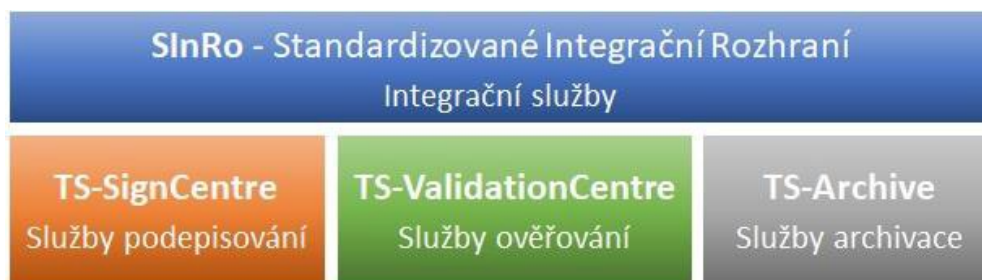 SInRo - Standardizované Integrační Rozhraní
Integrační služby
TS-SignCentre
Služby podepisování
TS-ValidationCentre
Služby ověřování
TS-Archive
Služby archivace